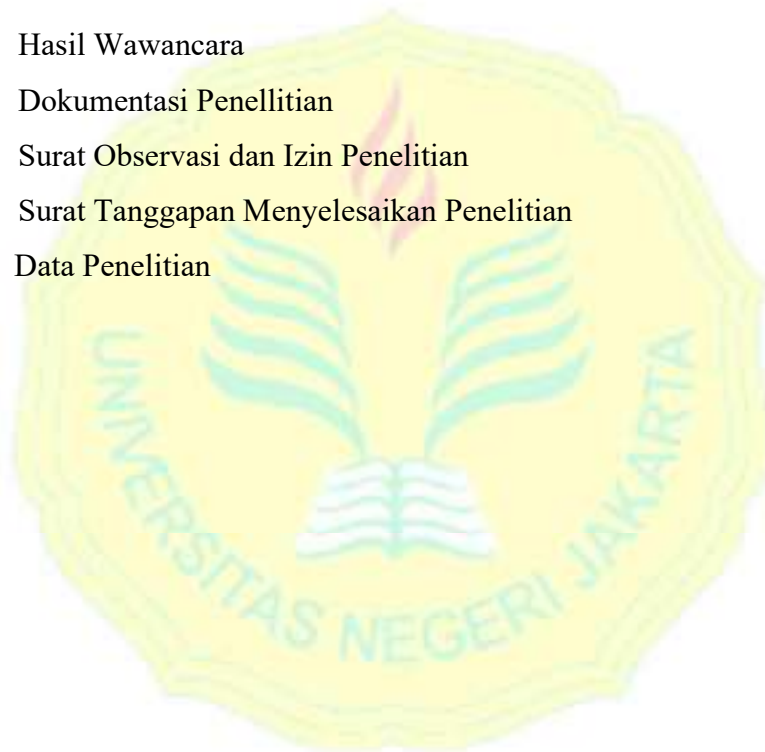 Hasil Wawancara
Dokumentasi Penellitian
Surat Observasi dan Izin Penelitian
Surat Tanggapan Menyelesaikan Penelitian
Data Penelitian
UNIVERSITAS NEGERI JAKARTA